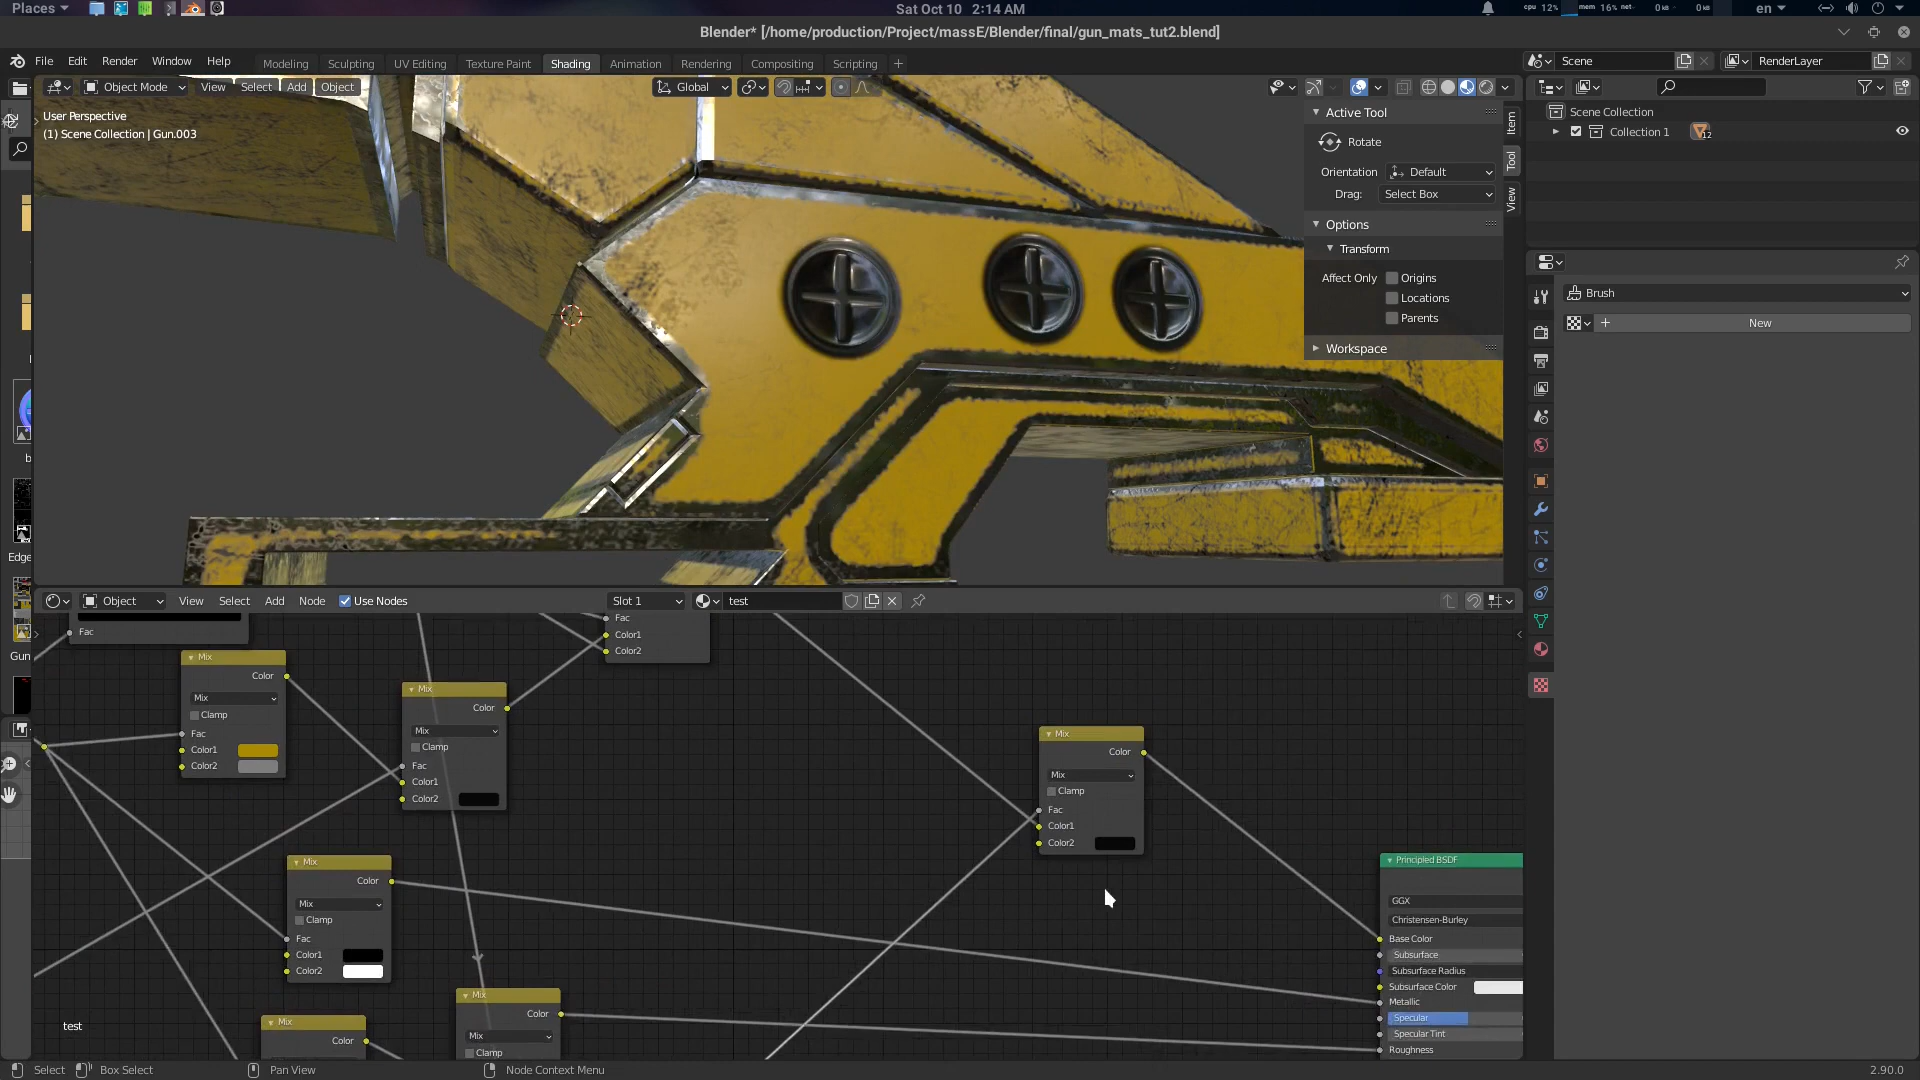 Places
Sat Oct 10 2:14 AM
cpu 12%
mem 16%
net
0 kB
0 kB
en
Blender* [/home/production/Project/massE/Blender/final/gun_mats_tut2.blend]
File Edit Render Window Help
Modeling Sculpting UV Editing Texture Paint Shading Animation Rendering Compositing Scripting +
Scene
RenderLayer
Object Mode View Select Add Object
Global
User Perspective
(1) Scene Collection | Gun.003
Active Tool
Rotate
Orientation Default
Drag: Select Box
Options
Transform
Affect Only Origins
Locations
Parents
Workspace
Item
Tool
View
Scene Collection
Collection 1
12
Brush
+ New
Edge
Gun
Object View Select Add Node Use Nodes
Slot 1
test
Fac
Fac
Color1
Color2
Mix
Color
Mix
Clamp
Fac
Color1
Color2
Mix
Color
Mix
Clamp
Fac
Color1
Color2
Mix
Color
Mix
Clamp
Fac
Color1
Color2
Mix
Color
Mix
Clamp
Fac
Color1
Color2
Mix
Color
Mix
Clamp
Mix
Color
Principled BSDF
GGX
Christensen-Burley
Base Color
Subsurface
Subsurface Radius
Subsurface Color
Metallic
Specular
Specular Tint
Roughness
test
Select
Box Select
Pan View
Node Context Menu
2.90.0